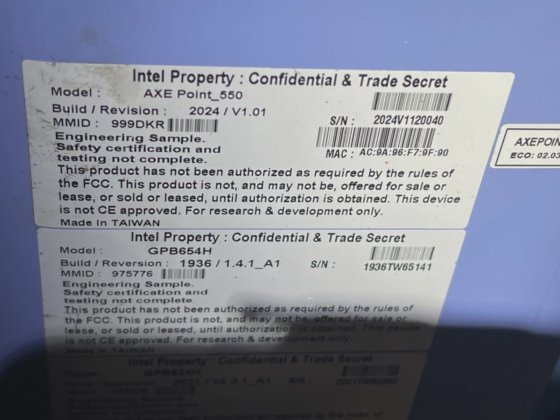 Intel Property : Confidential & Trade Secret
Model : AXE Point_550
Build / Revision : 2024 / V1.01
MMID : 999DKR
S/N : 2024V1120040
MAC : AC:9A:96:F7:9F:90
Engineering Sample.
Safety certification and
testing not complete.
This product has not been authorized as required by the rules of
the FCC. This product is not, and may not be, offered for sale or
lease, or sold or leased, until authorization is obtained. This device
is not CE approved. For research & development only.
Made in TAIWAN
AXEPOIN
ECO: 02.03
Intel Property : Confidential & Trade Secret
Model : GPB654H
Build / Rerversion : 1936 / 1.4.1_A1
S/N : 1936TW65141
MMID : 975776
Engineering Sample.
Safety certification and
testing not complete.
This product has not been authorized as required by the rules of
the FCC. This product is not, and may not be, offered for sale or
lease, or sold or leased, until authorization is obtained. This device
is not CE approved. For research & development only.
Made in TAIWAN
Intel Property : Confidential & Trade Secret
Model :